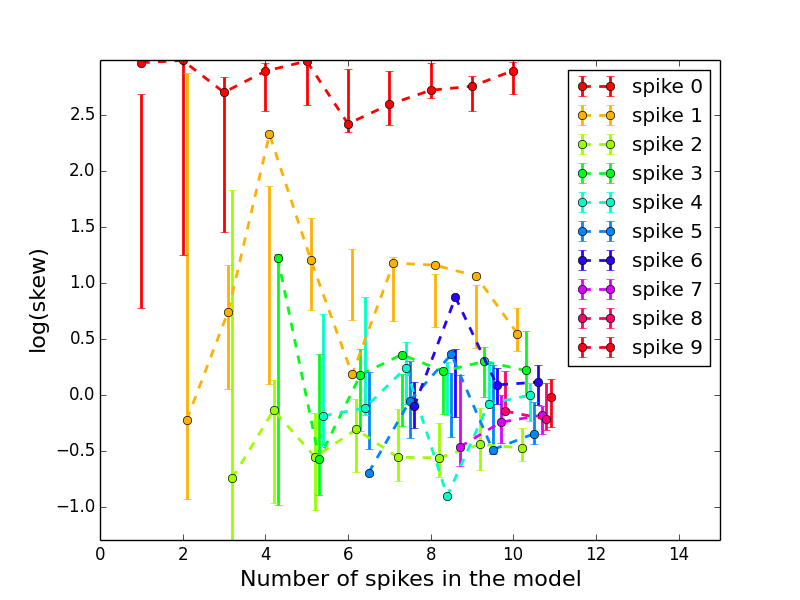 2.5
2.0
1.5
1.0
0.5
0.0
−0.5
−1.0
log(skew)
0 2 4 6 8 10 12 14
Number of spikes in the model
spike 0
spike 1
spike 2
spike 3
spike 4
spike 5
spike 6
spike 7
spike 8
spike 9